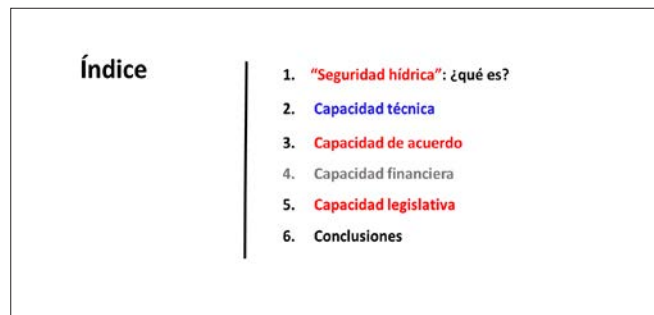 Índice
1. “Seguridad hídrica”: ¿qué es?
2. Capacidad técnica
3. Capacidad de acuerdo
4. Capacidad financiera
5. Capacidad legislativa
6. Conclusiones